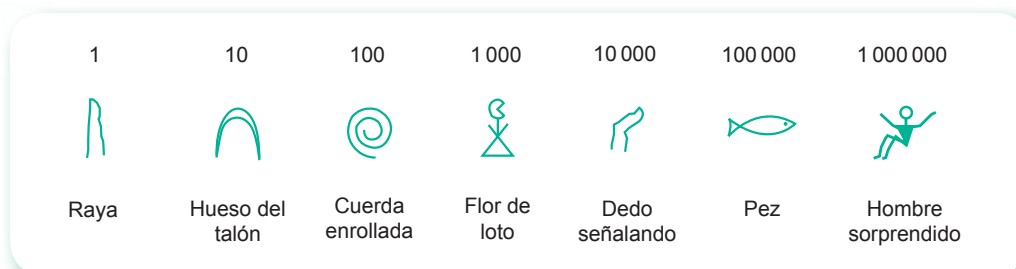 1 10 100 1 000 10 000 100 000 1 000 000
Raya Hueso del talón Cuerda enrollada Flor de loto Dedo señalando Pez Hombre sorprendido